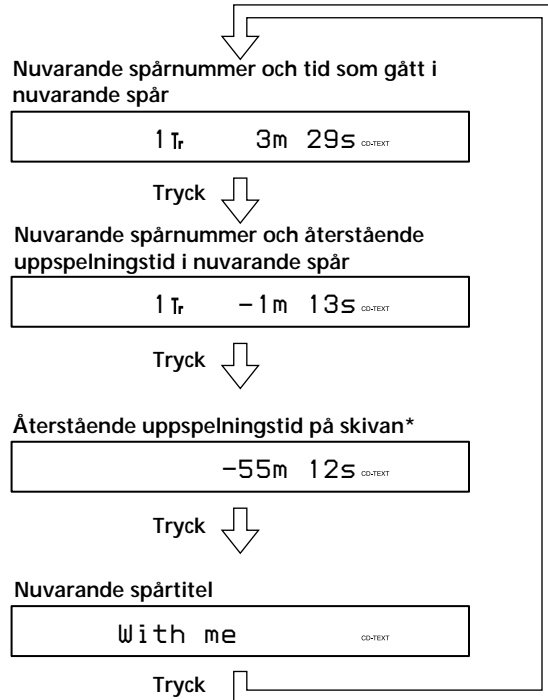 Nuvarande spårnummer och tid som gått i
nuvarande spår
1 Tr 3m 29s CD-TEXT
Tryck
Nuvarande spårnummer och återstående
uppspelningstid i nuvarande spår
1 Tr -1m 13s CD-TEXT
Tryck
Återstående uppspelningstid på skivan*
-55m 12s CD-TEXT
Tryck
Nuvarande spårtitel
With me CD-TEXT
Tryck